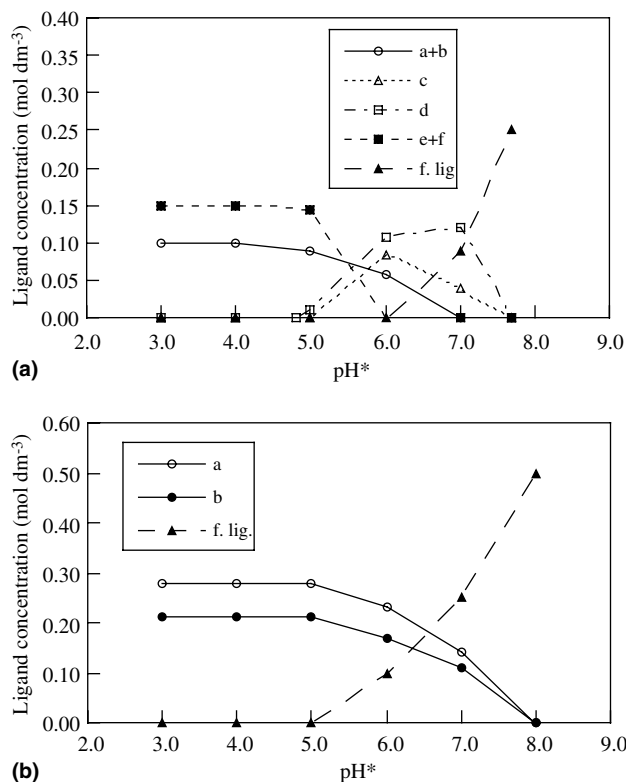 Ligand concentration (mol dm-3)
0.40
0.35
0.30
0.25
0.20
0.15
0.10
0.05
0.00
a+b
c
d
e+f
f. lig
2.0 3.0 4.0 5.0 6.0 7.0 8.0 9.0
pH*
(a)
Ligand concentration (mol dm-3)
0.60
0.50
0.40
0.30
0.20
0.10
0.00
a
b
f. lig.
2.0 3.0 4.0 5.0 6.0 7.0 8.0 9.0
pH*
(b)